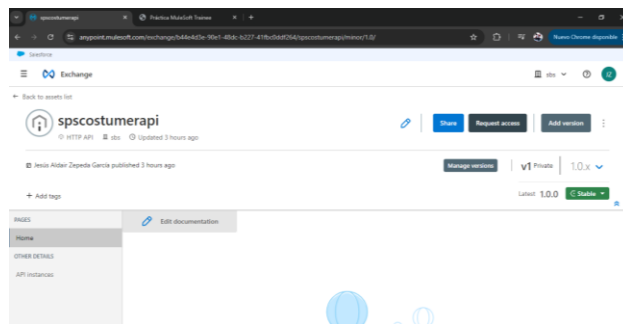 spscostumerapi
Práctica MuleSoft Trainee
anypoint.mulesoft.com/exchange/b44e4d3e-90e1-48dc-b227-41fbc0ddf264/spscostumerapi/minor/1.0/
Nuevo Chrome disponible
Salesforce
Exchange
sbs
Back to assets list
spscostumerapi
Share
Request access
Add version
HTTP API
sbs
Updated 3 hours ago
Jesús Aldair Zepeda García published 3 hours ago
Manage versions
v1 Private
1.0.x
+ Add tags
Latest 1.0.0
Stable
PAGES
Edit documentation
Home
OTHER DETAILS
API instances